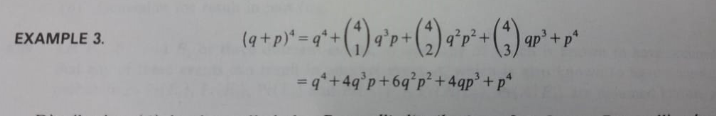 EXAMPLE 3. (q+p)⁴ = q⁴ + (4 1) q³p + (4 2) q²p² + (4 3) qp³ + p⁴
= q⁴ + 4q³p + 6q²p² + 4qp³ + p⁴